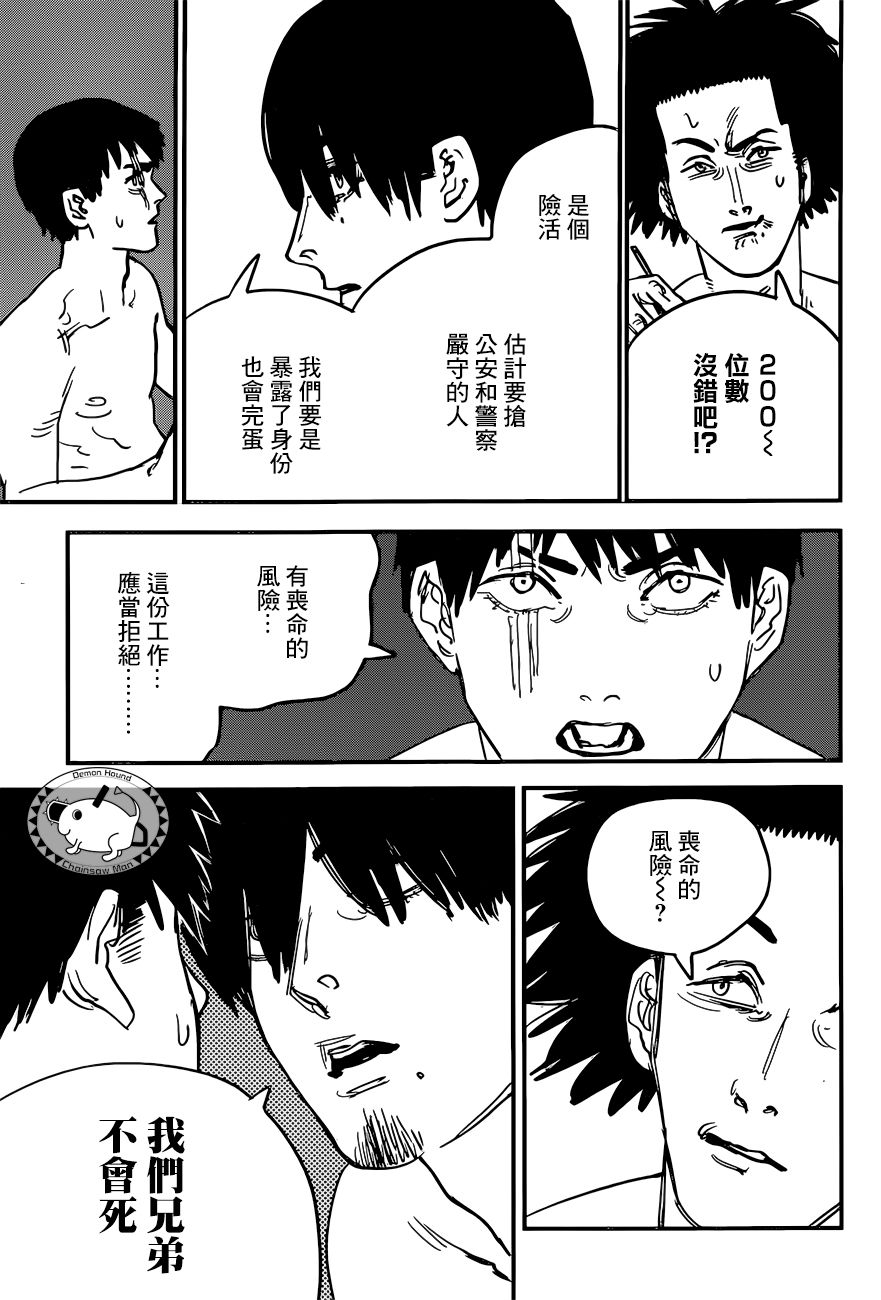 200～
位數
沒錯吧!?
是個
險活
估計要搶
公安和警察
嚴守的人
我們要是
暴露了身份
也會完蛋
有喪命的
風險…
這份工作…
應當拒絕………
喪命的
風險～?
我們兄弟
不會死
Demon Hound
Chainsaw Man